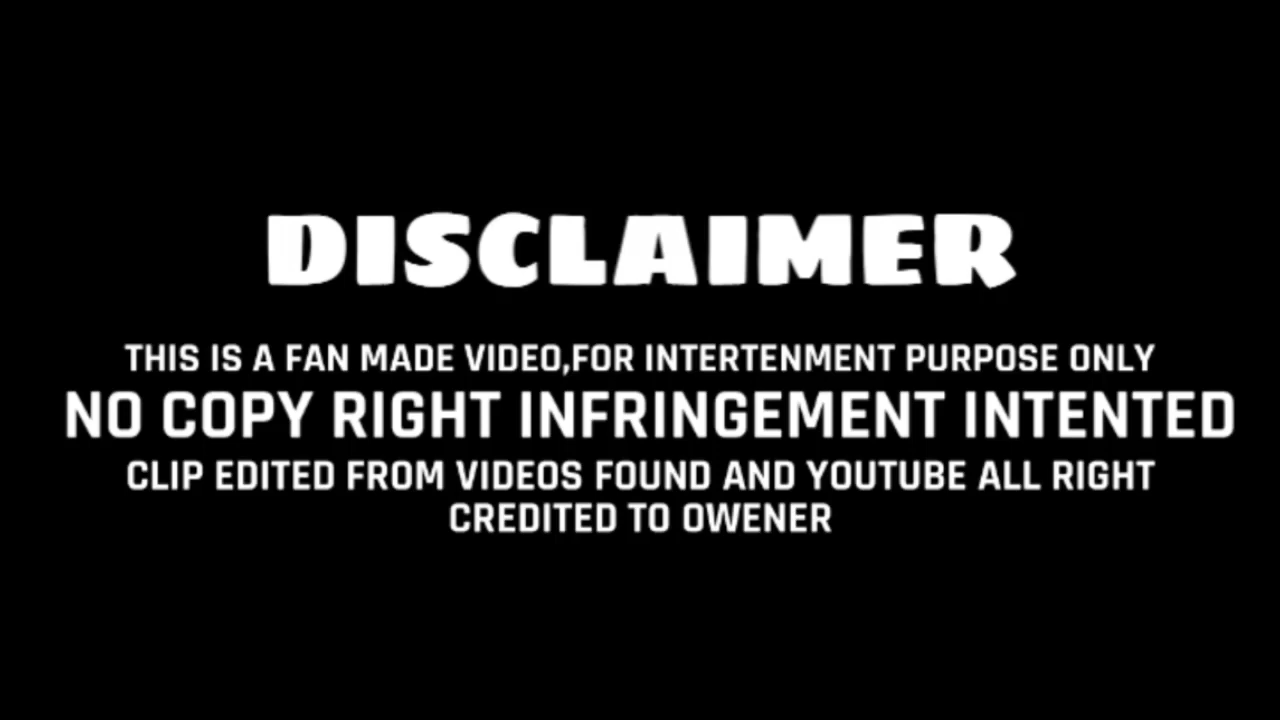 DISCLAIMER
THIS IS A FAN MADE VIDEO,FOR INTERTENMENT PURPOSE ONLY
NO COPY RIGHT INFRINGEMENT INTENTED
CLIP EDITED FROM VIDEOS FOUND AND YOUTUBE ALL RIGHT
CREDITED TO OWENER